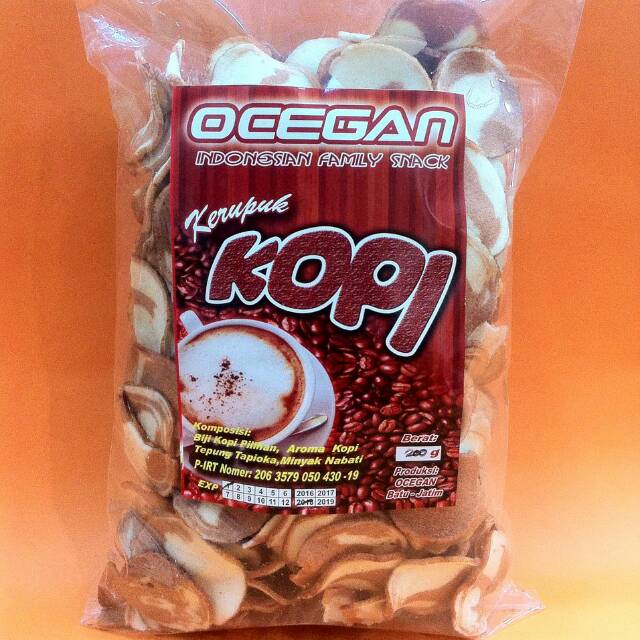 OCEGAN
INDONESIAN FAMILY SNACK
Kerupuk
KOPI
Komposisi:
Biji Kopi Pilihan, Aroma Kopi
Tepung Tapioka,Minyak Nabati
P-IRT Nomer: 206 3579 050 430 -19
EXP
1 2 3 4 5 6 2016 2017
7 8 9 10 11 12 2018 2019
Berat:
200 g
Produksi:
OCEGAN
Batu - Jatim